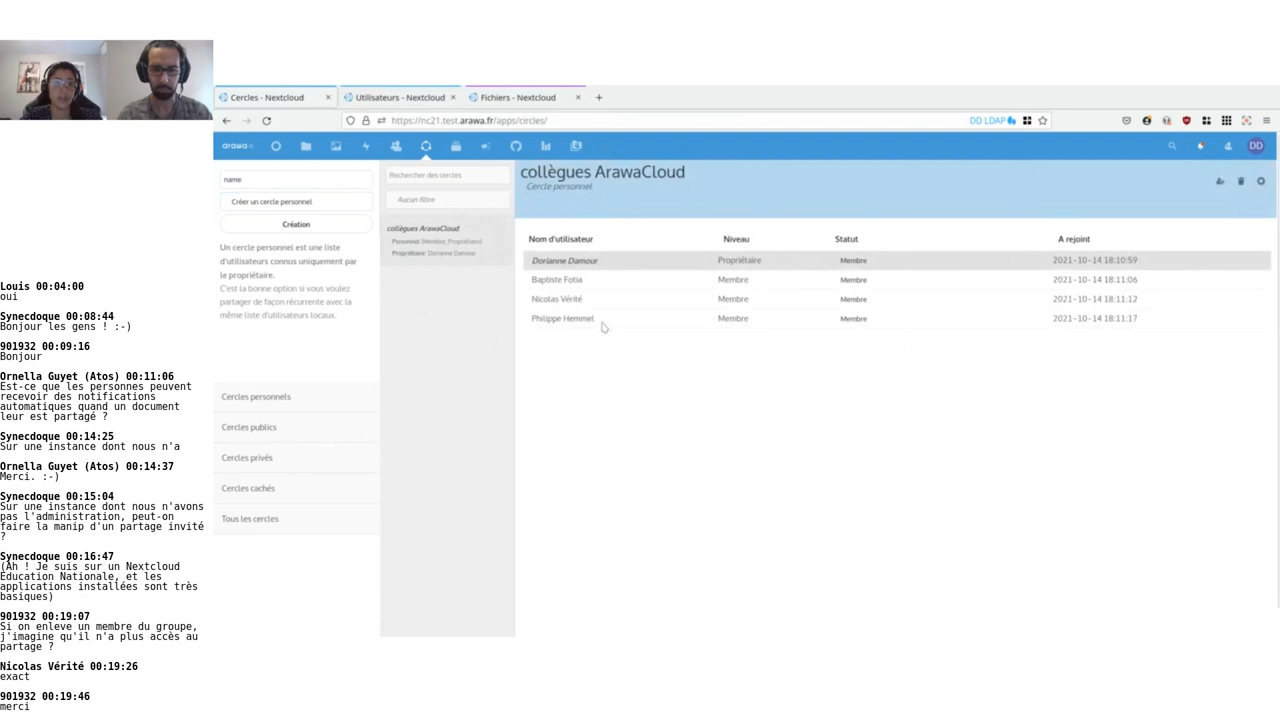 Cercles - Nextcloud
Utilisateurs - Nextcloud
Fichiers - Nextcloud
https://nc21.test.arawa.fr/apps/circles/
DD LDAP
arawa
DD
name
Créer un cercle personnel
Création
Un cercle personnel est une liste
d'utilisateurs connus uniquement par
le propriétaire.
C'est la bonne option si vous voulez
partager de façon récurrente avec la
même liste d'utilisateurs locaux.
Cercles personnels
Cercles publics
Cercles privés
Cercles cachés
Tous les cercles
Rechercher des cercles
Aucun filtre
collègues ArawaCloud
Personnel (Membre, Propriétaire)
Propriétaire: Dorianne Damour
collègues ArawaCloud
Cercle personnel
Nom d'utilisateur Niveau Statut A rejoint
Dorianne Damour Propriétaire Membre 2021-10-14 18:10:59
Baptiste Fotia Membre Membre 2021-10-14 18:11:06
Nicolas Vérité Membre Membre 2021-10-14 18:11:12
Philippe Hemmel Membre Membre 2021-10-14 18:11:17
Louis 00:04:00
oui
Synecdoque 00:08:44
Bonjour les gens ! :-)
901932 00:09:16
Bonjour
Ornella Guyet (Atos) 00:11:06
Est-ce que les personnes peuvent
recevoir des notifications
automatiques quand un document
leur est partagé ?
Synecdoque 00:14:25
Sur une instance dont nous n'a
Ornella Guyet (Atos) 00:14:37
Merci. :-)
Synecdoque 00:15:04
Sur une instance dont nous n'avons
pas l'administration, peut-on
faire la manip d'un partage invité
?
Synecdoque 00:16:47
(Ah ! Je suis sur un Nextcloud
Éducation Nationale, et les
applications installées sont très
basiques)
901932 00:19:07
Si on enleve un membre du groupe,
j'imagine qu'il n'a plus accès au
partage ?
Nicolas Vérité 00:19:26
exact
901932 00:19:46
merci